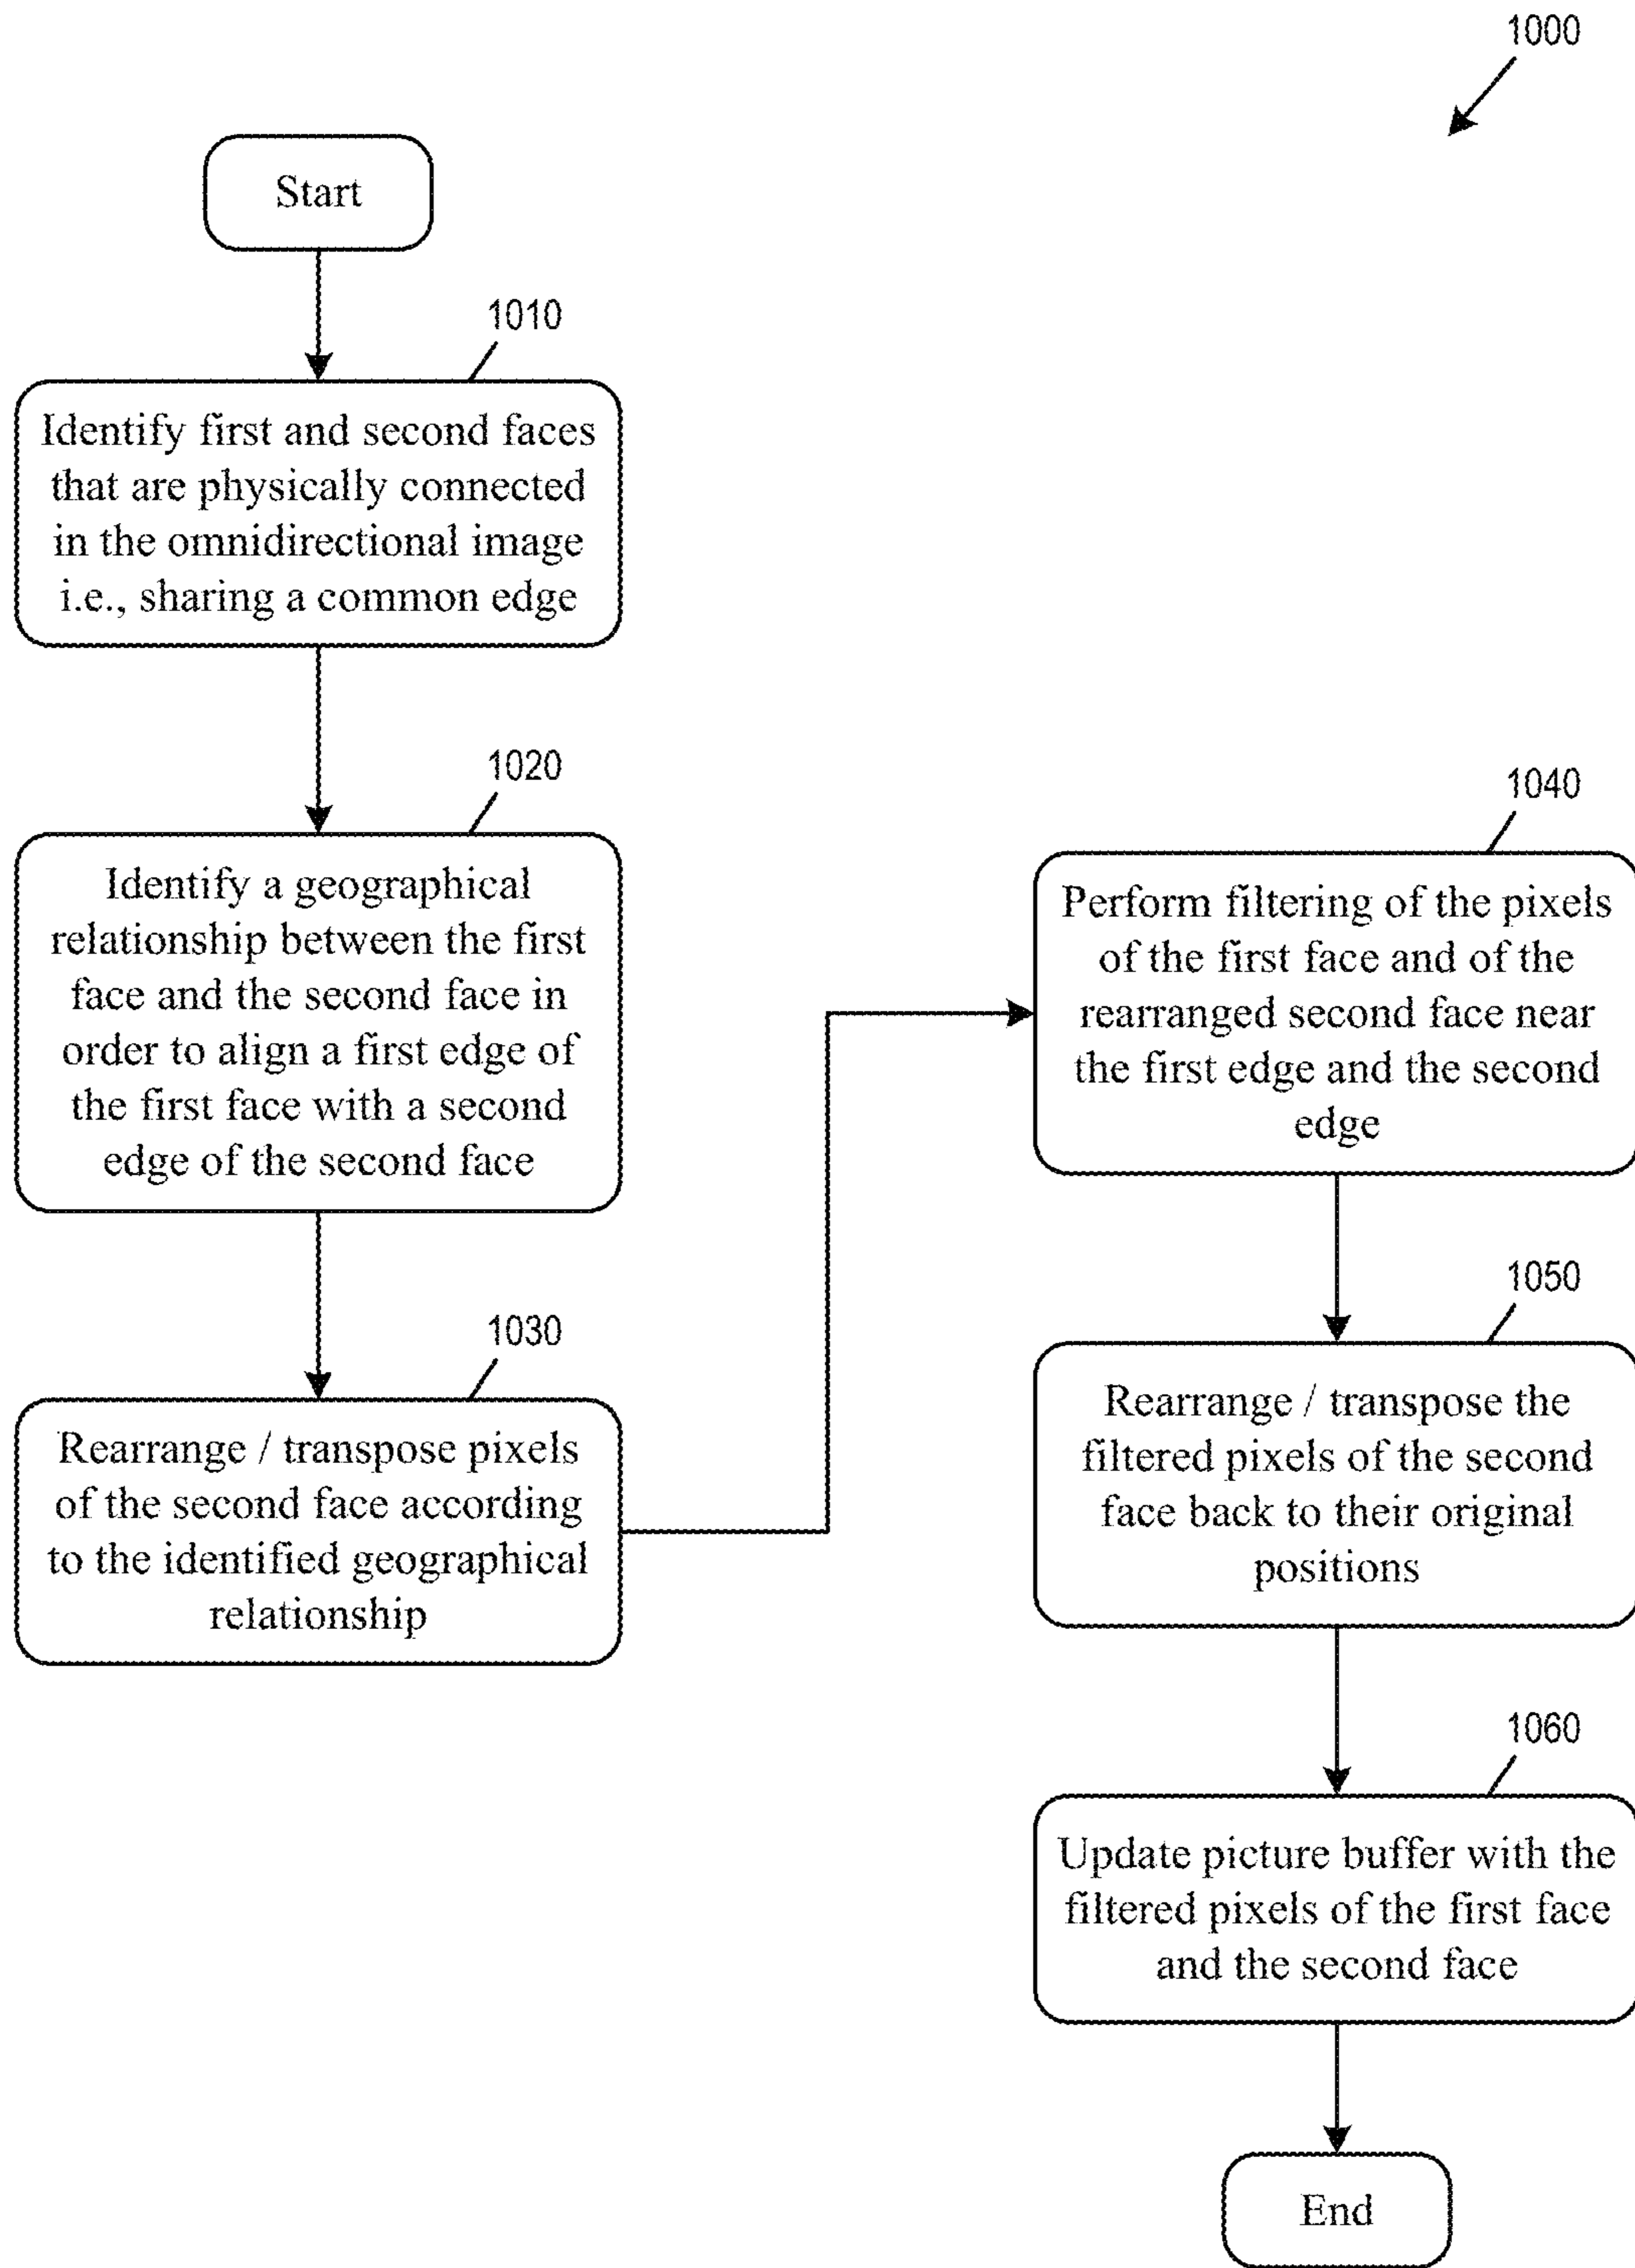 1000
Start
1010
Identify first and second faces
that are physically connected
in the omnidirectional image
i.e., sharing a common edge
1020
Identify a geographical
relationship between the first
face and the second face in
order to align a first edge of
the first face with a second
edge of the second face
1030
Rearrange / transpose pixels
of the second face according
to the identified geographical
relationship
1040
Perform filtering of the pixels
of the first face and of the
rearranged second face near
the first edge and the second
edge
1050
Rearrange / transpose the
filtered pixels of the second
face back to their original
positions
1060
Update picture buffer with the
filtered pixels of the first face
and the second face
End